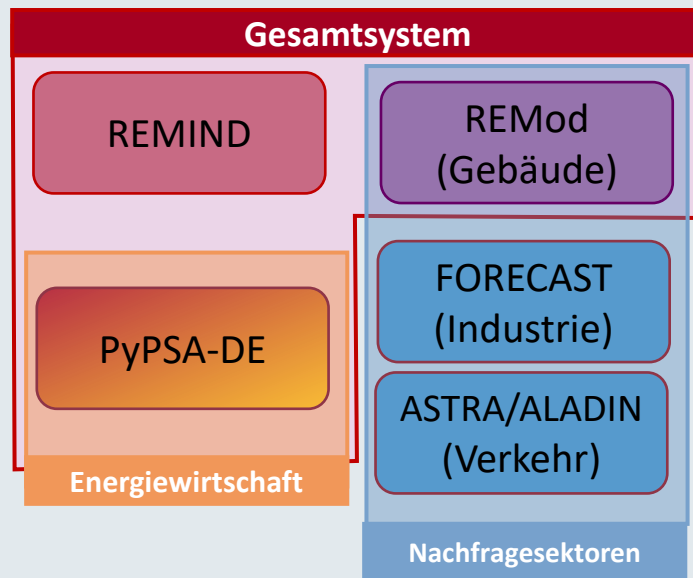 Gesamtsystem
REMIND
REMod
(Gebäude)
PyPSA-DE
FORECAST
(Industrie)
ASTRA/ALADIN
(Verkehr)
Energiewirtschaft
Nachfragesektoren